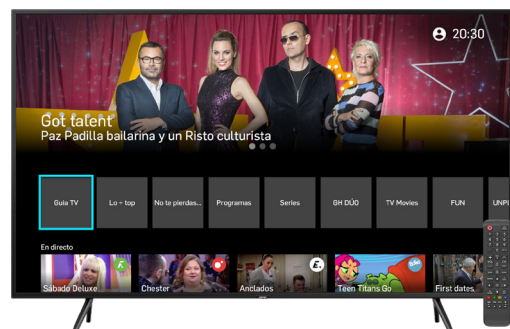 20:30
Got talent
Paz Padilla bailarina y un Risto culturista
Guía TV
Lo + top
No te pierdas...
Programas
Series
GH DÚO
TV Movies
FUN
UNPL
En directo
Sábado Deluxe
Chester
Anclados
Teen Titans Go
First dates